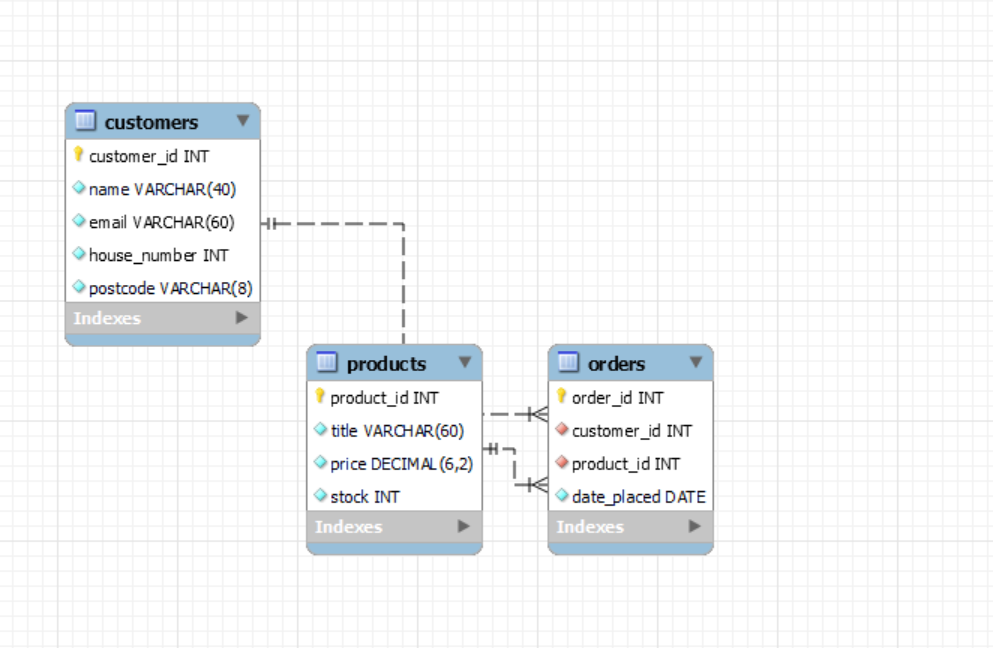 customers
customer_id INT
name VARCHAR(40)
email VARCHAR(60)
house_number INT
postcode VARCHAR(8)
Indexes
products
product_id INT
title VARCHAR(60)
price DECIMAL(6,2)
stock INT
Indexes
orders
order_id INT
customer_id INT
product_id INT
date_placed DATE
Indexes